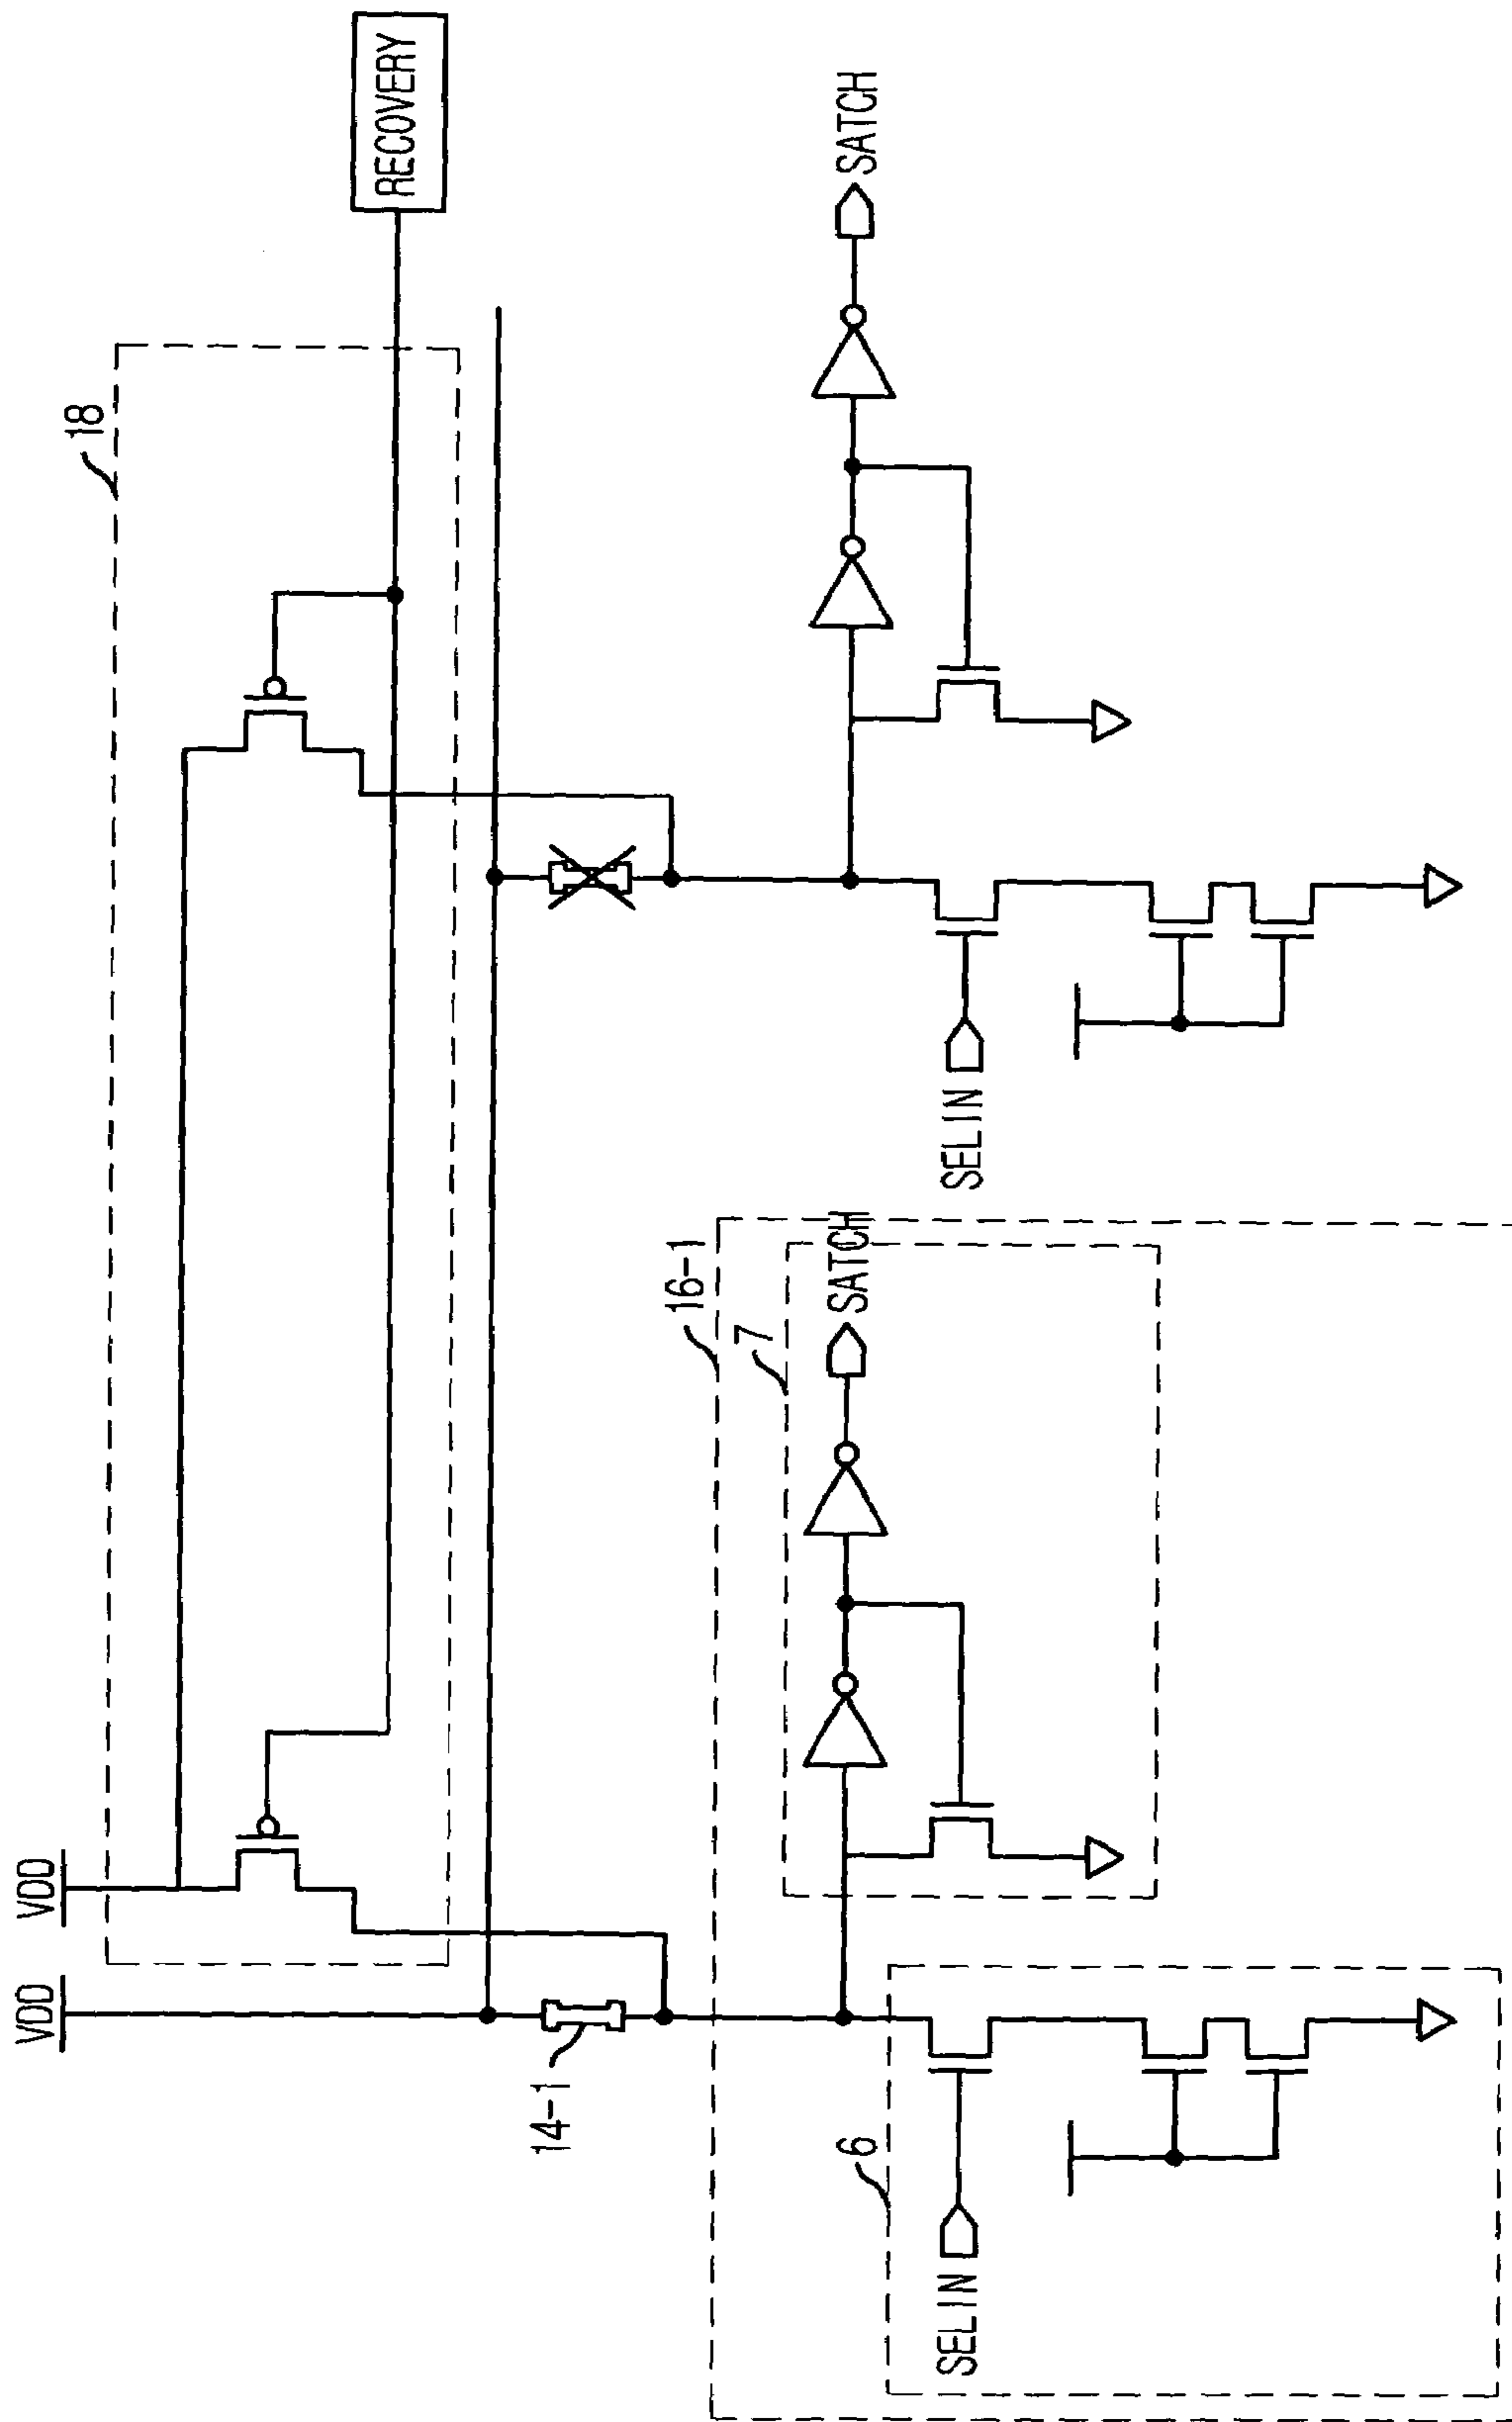 VDD
VDD
18
RECOVERY
14-1
16-1
7
SATCH
SATCH
6
SELIN
SELIN